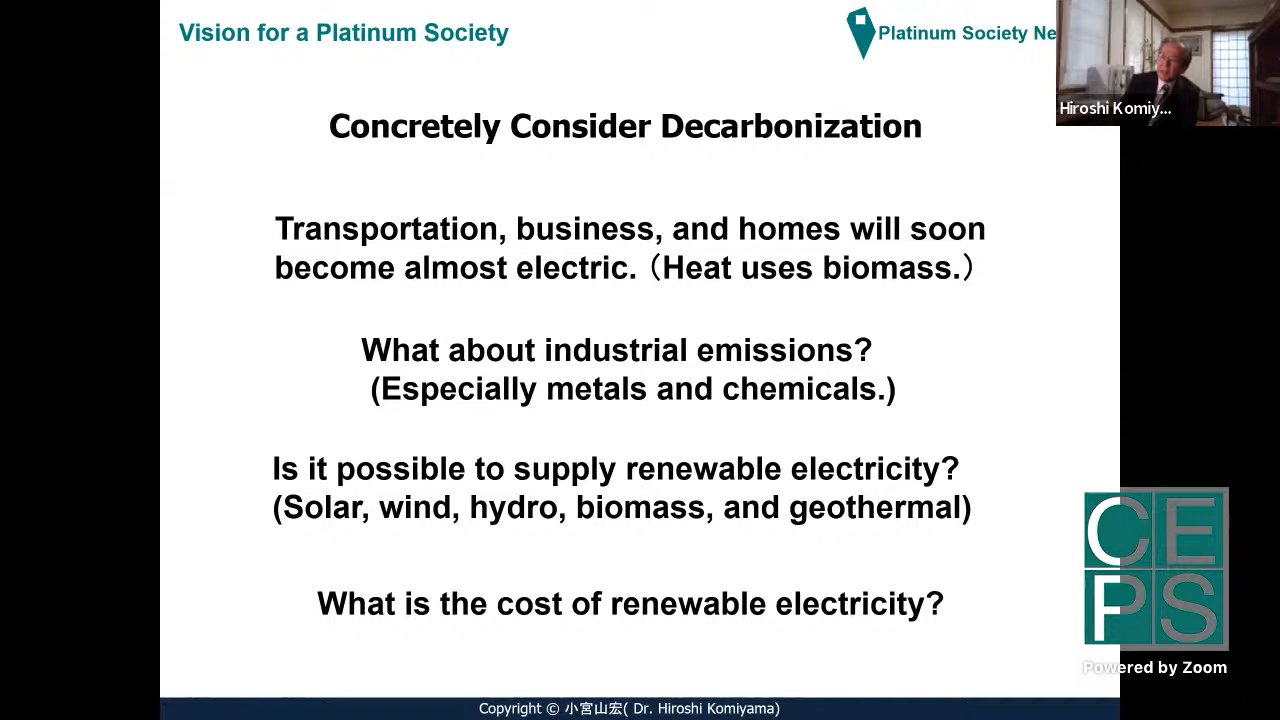 Vision for a Platinum Society
Platinum Society Ne
Hiroshi Komiy...
Concretely Consider Decarbonization
Transportation, business, and homes will soon
become almost electric.（Heat uses biomass.）
What about industrial emissions?
(Especially metals and chemicals.)
Is it possible to supply renewable electricity?
(Solar, wind, hydro, biomass, and geothermal)
What is the cost of renewable electricity?
CE
PS
Powered by Zoom
Copyright © 小宮山宏( Dr. Hiroshi Komiyama)